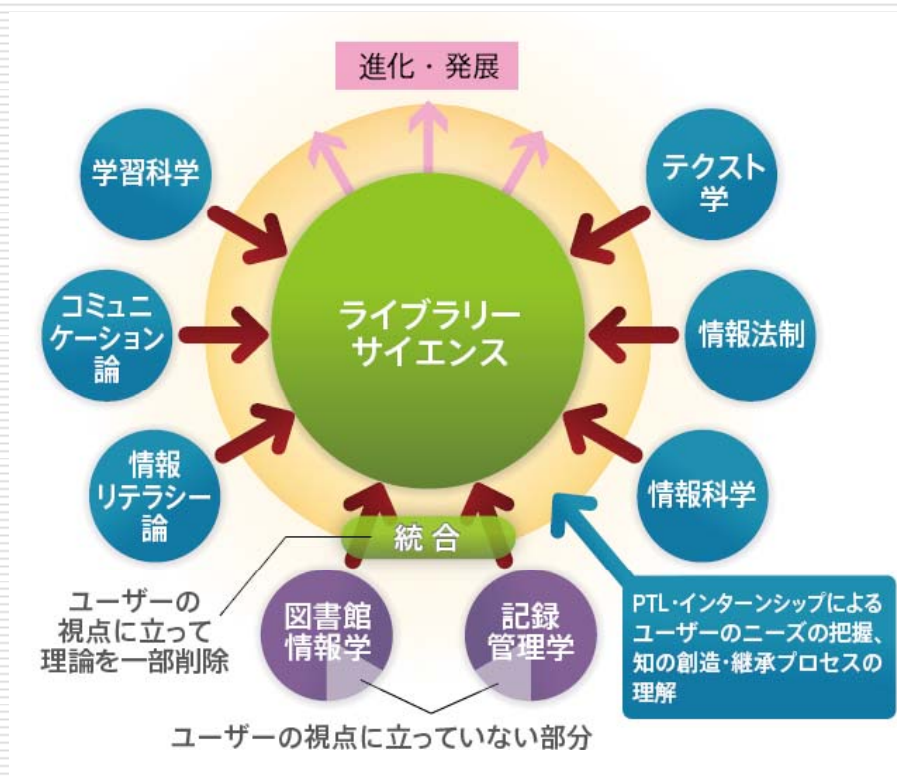 進化・発展
学習科学
テクスト
学
コミュニ
ケーション
論
ライブラリー
サイエンス
情報法制
情報
リテラシー
論
情報科学
統合
ユーザーの
視点に立って
理論を一部削除
図書館
情報学
記録
管理学
PTL・インターンシップによる
ユーザーのニーズの把握、
知の創造・継承プロセスの
理解
ユーザーの視点に立っていない部分